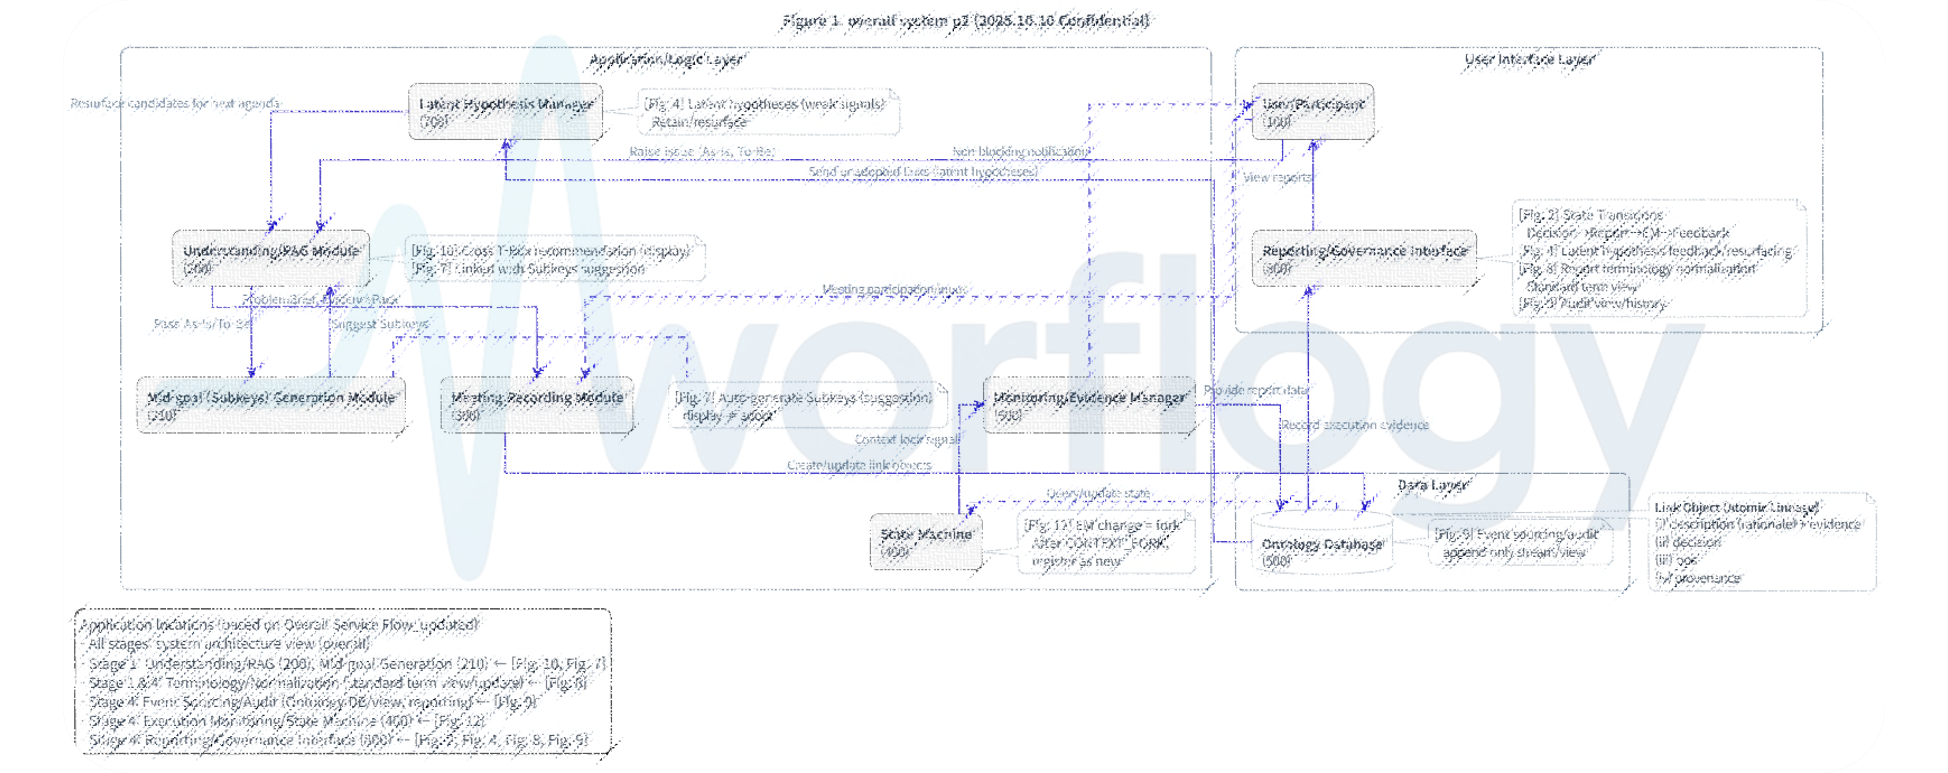 Figure 1. overall system p2 (2025.10.10 Confidential)
Application/Logic Layer
User Interface Layer
Resurface candidates for next agenda
Latent Hypothesis Manager
(700)
[Fig. 4] Latent hypotheses (weak signals)
Retain/resurface
User/Participant
(100)
Raise issue (As-Is, To-Be)
Non-blocking notification
Send unadopted links (latent hypotheses)
View reports
Understanding/RAG Module
(200)
[Fig. 10] Cross T-Box recommendation (display)
[Fig. 7] Linked with Subkeys suggestion
Reporting/Governance Interface
(800)
[Fig. 2] State Transitions
Decision→Report→EM→Feedback
[Fig. 4] Latent hypothesis feedback/resurfacing
[Fig. 8] Report terminology normalization
Standard term view
[Fig. 9] Audit view/history
Meeting participation/input
Pass As-Is/To-Be
Suggest Subkeys
Mid-goal (Subkeys) Generation Module
(210)
Meeting Recording Module
(300)
[Fig. 7] Auto-generate Subkeys (suggestion)
display ≠ adopt
Monitoring/Evidence Manager
(600)
Provide report data
Record execution evidence
Context lock signal
Create/update link objects
Query/update state
Data Layer
State Machine
(400)
[Fig. 12] EM change = fork
After CONTEXT_FORK,
register as new
Ontology Database
(500)
[Fig. 9] Event sourcing/audit
append-only stream/view
Link Object (Atomic Lineage)
(i) description (rationale) + evidence
(ii) decision
(iii) ops
(iv) provenance
worflogy
Application locations (based on Overall Service Flow_updated)
- All stages: system architecture view (overall)
- Stage 1: Understanding/RAG (200), Mid-goal Generation (210) ← [Fig. 10, Fig. 7]
- Stage 1&4: Terminology/Normalization (standard term view/update) ← [Fig. 8]
- Stage 4: Event Sourcing/Audit (Ontology DB/view, reporting) ← [Fig. 9]
- Stage 4: Execution Monitoring/State Machine (400) ← [Fig. 12]
- Stage 4: Reporting/Governance Interface (800) ← [Fig. 2, Fig. 4, Fig. 8, Fig. 9]